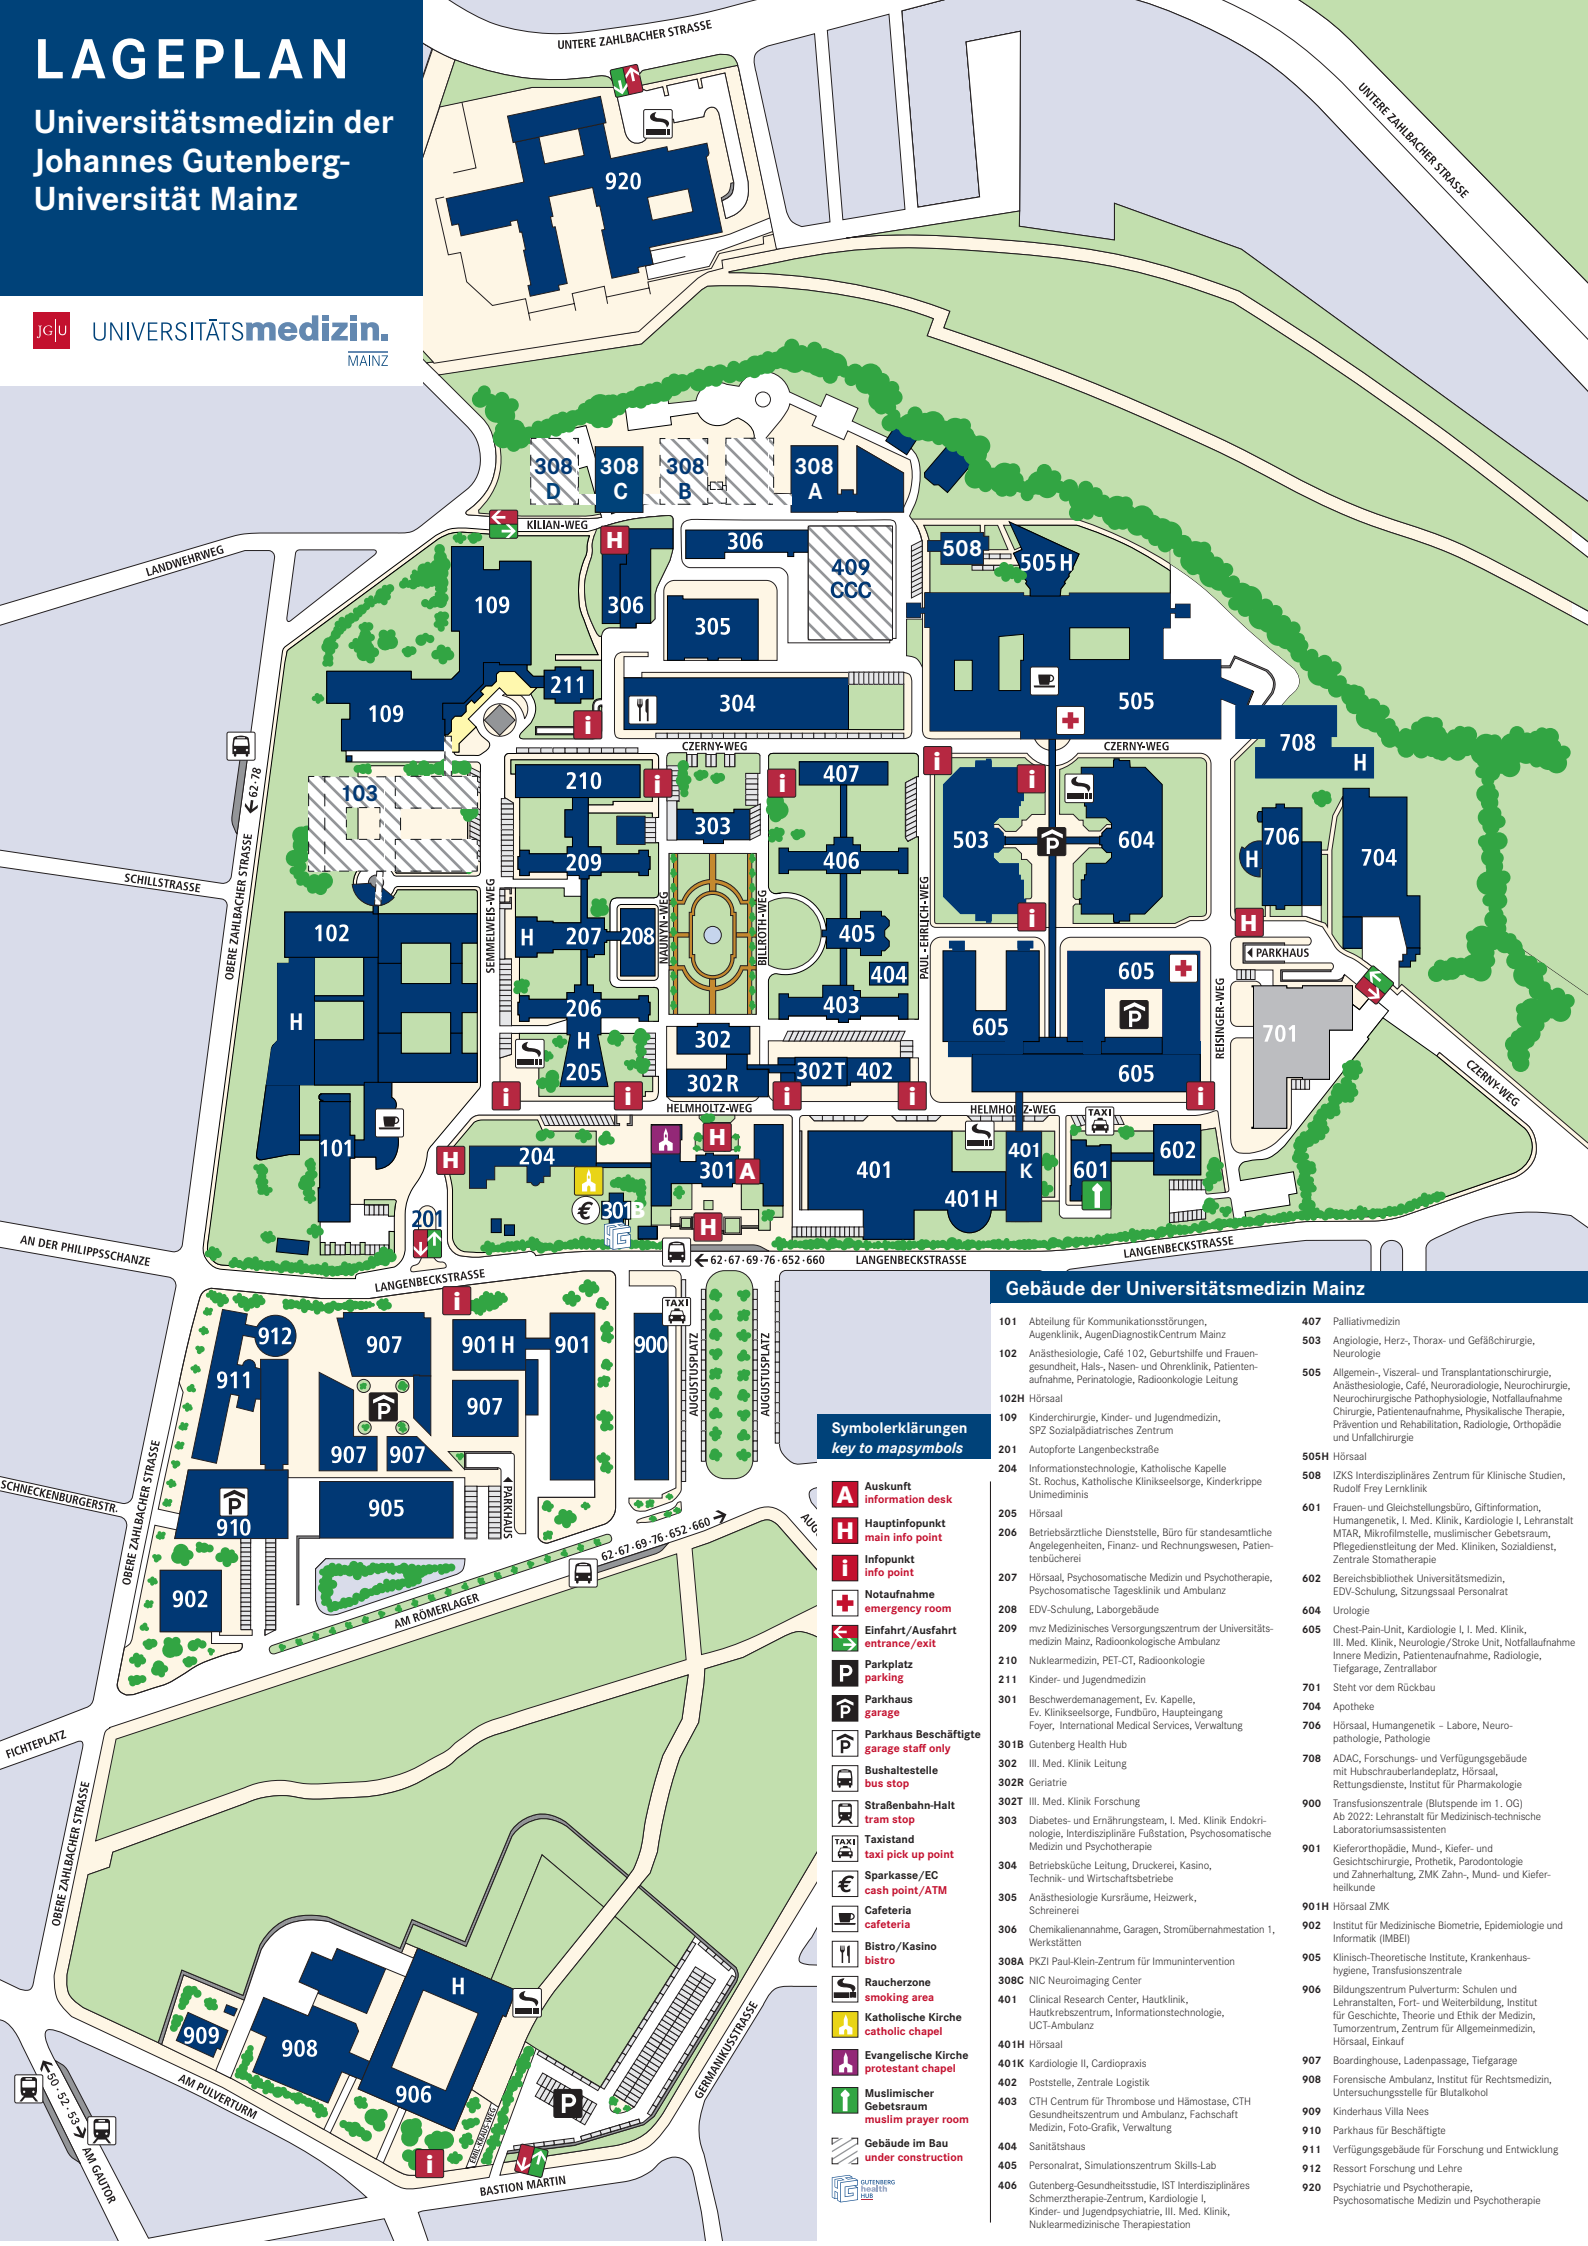 LAGEPLAN
Universitätsmedizin der
Johannes Gutenberg-
Universität Mainz
JG|U
UNIVERSITÄTSmedizin.
MAINZ
UNTERE ZAHLBACHER STRASSE
UNTERE ZAHLBACHER STRASSE
920
308
D
308
C
308
B
308
A
KILIAN-WEG
LANDWEHRWEG
H
306
306
409
CCC
508
505 H
109
305
211
304
505
109
i
CZERNY-WEG
CZERNY-WEG
708
H
62·78
103
210
i
i
407
i
i
303
503
P
604
706
H
704
209
406
SCHILLSTRASSE
OBERE ZAHLBACHER STRASSE
SEMMELWEIS-WEG
NAUNYN-WEG
BILLROTH-WEG
PAUL-EHRLICH-WEG
102
H
207
208
405
404
i
H
PARKHAUS
605
605
P
REISINGER-WEG
701
H
206
H
205
403
302
302 R
302T
402
605
CZERNY-WEG
i
i
i
i
i
HELMHOLTZ-WEG
HELMHOLTZ-WEG
TAXI
101
H
204
H
301
A
401
401
K
401 H
601
602
201
€
301B
H
AN DER PHILIPPSSCHANZE
LANGENBECKSTRASSE
62·67·69·76·652·660
LANGENBECKSTRASSE
LANGENBECKSTRASSE
i
TAXI
912
907
901 H
901
900
911
P
907
907
907
AUGUSTUSPLATZ
AUGUSTUSPLATZ
PARKHAUS
SCHNECKENBURGERSTR.
OBERE ZAHLBACHER STRASSE
P
910
905
902
62·67·69·76·652·660
AM RÖMERLAGER
FICHTEPLATZ
OBERE ZAHLBACHER STRASSE
H
909
908
906
P
AM PULVERTURM
EMIL-KRAUS-WEG
GERMANIKUSSTRASSE
50·52·53
AM GAUTOR
i
BASTION MARTIN
Symbolerklärungen
key to mapsymbols
A
Auskunft
information desk
H
Hauptinfopunkt
main info point
i
Infopunkt
info point
Notaufnahme
emergency room
Einfahrt/Ausfahrt
entrance/exit
P
Parkplatz
parking
P
Parkhaus
garage
P
Parkhaus Beschäftigte
garage staff only
Bushaltestelle
bus stop
Straßenbahn-Halt
tram stop
TAXI
Taxistand
taxi pick up point
€
Sparkasse/EC
cash point/ATM
Cafeteria
cafeteria
Bistro/Kasino
bistro
Raucherzone
smoking area
Katholische Kirche
catholic chapel
Evangelische Kirche
protestant chapel
Muslimischer
Gebetsraum
muslim prayer room
Gebäude im Bau
under construction
GUTENBERG
health
HUB
Gebäude der Universitätsmedizin Mainz
101 Abteilung für Kommunikationsstörungen,
Augenklinik, AugenDiagnostikCentrum Mainz
102 Anästhesiologie, Café 102, Geburtshilfe und Frauen-
gesundheit, Hals-, Nasen- und Ohrenklinik, Patienten-
aufnahme, Perinatologie, Radioonkologie Leitung
102H Hörsaal
109 Kinderchirurgie, Kinder- und Jugendmedizin,
SPZ Sozialpädiatrisches Zentrum
201 Autopforte Langenbeckstraße
204 Informationstechnologie, Katholische Kapelle
St. Rochus, Katholische Klinikseelsorge, Kinderkrippe
Unimediminis
205 Hörsaal
206 Betriebsärztliche Dienststelle, Büro für standesamtliche
Angelegenheiten, Finanz- und Rechnungswesen, Patien-
tenbücherei
207 Hörsaal, Psychosomatische Medizin und Psychotherapie,
Psychosomatische Tagesklinik und Ambulanz
208 EDV-Schulung, Laborgebäude
209 mvz Medizinisches Versorgungszentrum der Universitäts-
medizin Mainz, Radioonkologische Ambulanz
210 Nuklearmedizin, PET-CT, Radioonkologie
211 Kinder- und Jugendmedizin
301 Beschwerdemanagement, Ev. Kapelle,
Ev. Klinikseelsorge, Fundbüro, Haupteingang
Foyer, International Medical Services, Verwaltung
301B Gutenberg Health Hub
302 III. Med. Klinik Leitung
302R Geriatrie
302T III. Med. Klinik Forschung
303 Diabetes- und Ernährungsteam, I. Med. Klinik Endokri-
nologie, Interdisziplinäre Fußstation, Psychosomatische
Medizin und Psychotherapie
304 Betriebsküche Leitung, Druckerei, Kasino,
Technik- und Wirtschaftsbetriebe
305 Anästhesiologie Kursräume, Heizwerk,
Schreinerei
306 Chemikalienannahme, Garagen, Stromübernahmestation 1,
Werkstätten
308A PKZI Paul-Klein-Zentrum für Immunintervention
308C NIC Neuroimaging Center
401 Clinical Research Center, Hautklinik,
Hautkrebszentrum, Informationstechnologie,
UCT-Ambulanz
401H Hörsaal
401K Kardiologie II, Cardiopraxis
402 Poststelle, Zentrale Logistik
403 CTH Centrum für Thrombose und Hämostase, CTH
Gesundheitszentrum und Ambulanz, Fachschaft
Medizin, Foto-Grafik, Verwaltung
404 Sanitätshaus
405 Personalrat, Simulationszentrum Skills-Lab
406 Gutenberg-Gesundheitsstudie, IST Interdisziplinäres
Schmerztherapie-Zentrum, Kardiologie I,
Kinder- und Jugendpsychiatrie, III. Med. Klinik,
Nuklearmedizinische Therapiestation
407 Palliativmedizin
503 Angiologie, Herz-, Thorax- und Gefäßchirurgie,
Neurologie
505 Allgemein-, Viszeral- und Transplantationschirurgie,
Anästhesiologie, Café, Neuroradiologie, Neurochirurgie,
Neurochirurgische Pathophysiologie, Notfallaufnahme
Chirurgie, Patientenaufnahme, Physikalische Therapie,
Prävention und Rehabilitation, Radiologie, Orthopädie
und Unfallchirurgie
505H Hörsaal
508 IZKS Interdisziplinäres Zentrum für Klinische Studien,
Rudolf Frey Lernklinik
601 Frauen- und Gleichstellungsbüro, Giftinformation,
Humangenetik, I. Med. Klinik, Kardiologie I, Lehranstalt
MTAR, Mikrofilmstelle, muslimischer Gebetsraum,
Pflegedienstleitung der Med. Kliniken, Sozialdienst,
Zentrale Stomatherapie
602 Bereichsbibliothek Universitätsmedizin,
EDV-Schulung, Sitzungssaal Personalrat
604 Urologie
605 Chest-Pain-Unit, Kardiologie I, I. Med. Klinik,
III. Med. Klinik, Neurologie/Stroke Unit, Notfallaufnahme
Innere Medizin, Patientenaufnahme, Radiologie,
Tiefgarage, Zentrallabor
701 Steht vor dem Rückbau
704 Apotheke
706 Hörsaal, Humangenetik – Labore, Neuro-
pathologie, Pathologie
708 ADAC, Forschungs- und Verfügungsgebäude
mit Hubschrauberlandeplatz, Hörsaal,
Rettungsdienste, Institut für Pharmakologie
900 Transfusionszentrale (Blutspende im 1. OG)
Ab 2022: Lehranstalt für Medizinisch-technische
Laboratoriumsassistenten
901 Kieferorthopädie, Mund-, Kiefer- und
Gesichtschirurgie, Prothetik, Parodontologie
und Zahnerhaltung, ZMK Zahn-, Mund- und Kiefer-
heilkunde
901H Hörsaal ZMK
902 Institut für Medizinische Biometrie, Epidemiologie und
Informatik (IMBEI)
905 Klinisch-Theoretische Institute, Krankenhaus-
hygiene, Transfusionszentrale
906 Bildungszentrum Pulverturm: Schulen und
Lehranstalten, Fort- und Weiterbildung, Institut
für Geschichte, Theorie und Ethik der Medizin,
Tumorzentrum, Zentrum für Allgemeinmedizin,
Hörsaal, Einkauf
907 Boardinghouse, Ladenpassage, Tiefgarage
908 Forensische Ambulanz, Institut für Rechtsmedizin,
Untersuchungsstelle für Blutalkohol
909 Kinderhaus Villa Nees
910 Parkhaus für Beschäftigte
911 Verfügungsgebäude für Forschung und Entwicklung
912 Ressort Forschung und Lehre
920 Psychiatrie und Psychotherapie,
Psychosomatische Medizin und Psychotherapie